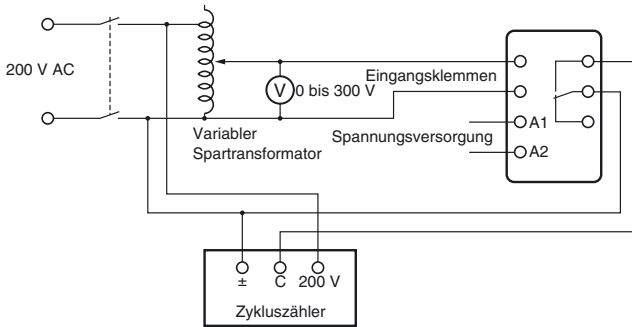 200 V AC
V
0 bis 300 V
Eingangsklemmen
Variabler
Spartransformator
Spannungsversorgung
A1
A2
± C 200 V
Zykluszähler